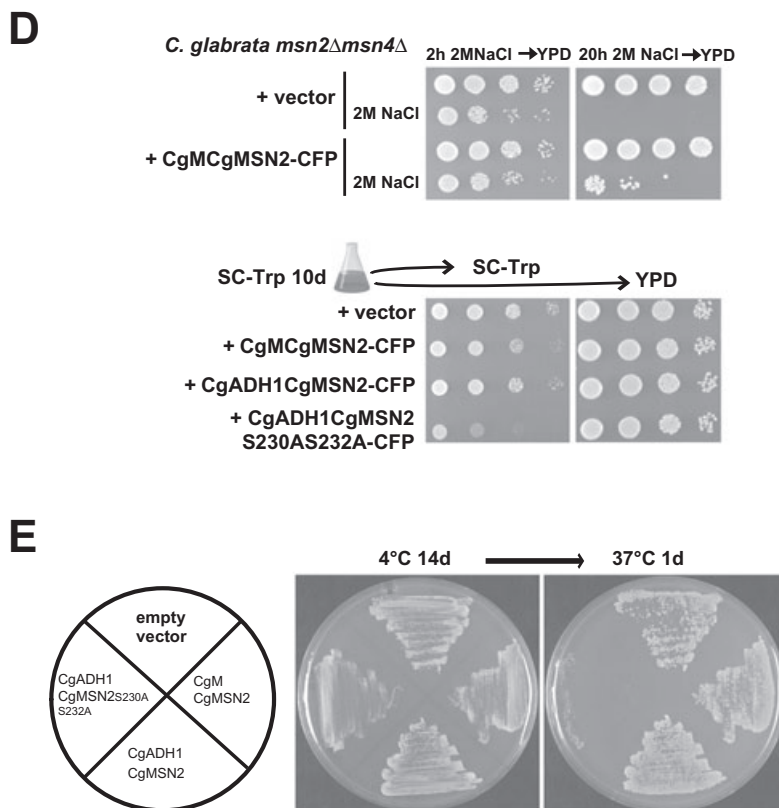 D
C. glabrata msn2Δmsn4Δ
2h 2MNaCl → YPD
20h 2M NaCl → YPD
+ vector
2M NaCl
+ CgMCgMSN2-CFP
2M NaCl
SC-Trp 10d
SC-Trp
YPD
+ vector
+ CgMCgMSN2-CFP
+ CgADH1CgMSN2-CFP
+ CgADH1CgMSN2
S230AS232A-CFP
E
4°C 14d
37°C 1d
empty
vector
CgADH1
CgMSN2S230A
S232A
CgM
CgMSN2
CgADH1
CgMSN2